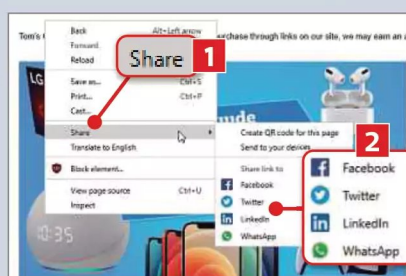 Tom's
Back Alt+Left arrow
Forward
Reload
Save as... Ctrl+S
Print... Ctrl+P
Cast...
Share
Translate to English
Block element...
View page source Ctrl+U
Inspect
purchase through links on our site, we may earn an
Share 1
LG
Create QR code for this page
Send to your devices
Share link to
Facebook
Twitter
LinkedIn
WhatsApp
2
Facebook
Twitter
LinkedIn
WhatsApp
10:35